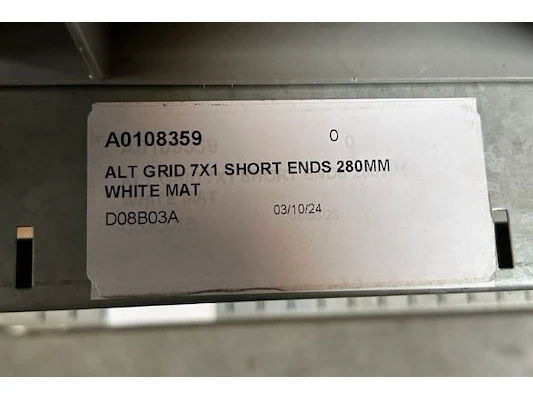 A0108359 0
ALT GRID 7X1 SHORT ENDS 280MM
WHITE MAT
D08B03A 03/10/24